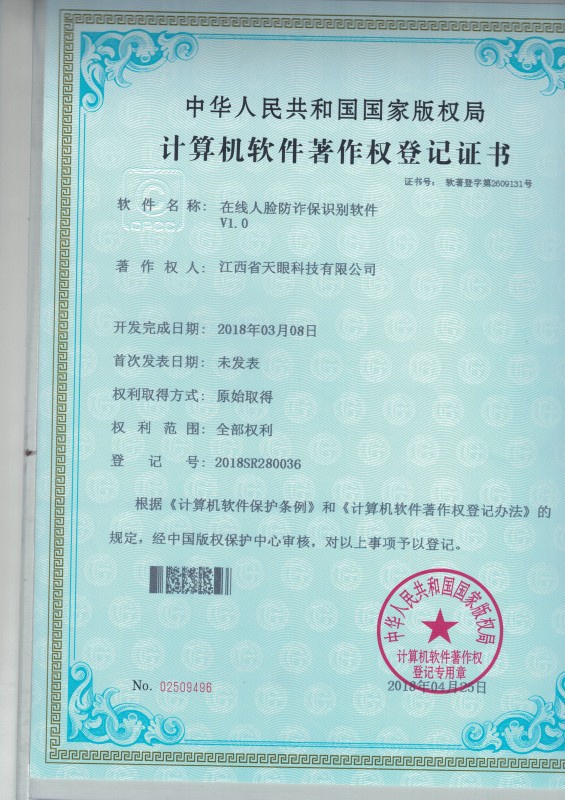 中华人民共和国国家版权局
计算机软件著作权登记证书
证书号： 软著登字第2609131号
软件名称： 在线人脸防诈保识别软件
V1.0
著作权人： 江西省天眼科技有限公司
开发完成日期： 2018年03月08日
首次发表日期： 未发表
权利取得方式： 原始取得
权利范围： 全部权利
登记号： 2018SR280036
根据《计算机软件保护条例》和《计算机软件著作权登记办法》的
规定，经中国版权保护中心审核，对以上事项予以登记。
中华人民共和国国家版权局
计算机软件著作权
登记专用章
No. 02509496
2018年04月25日
CPCC